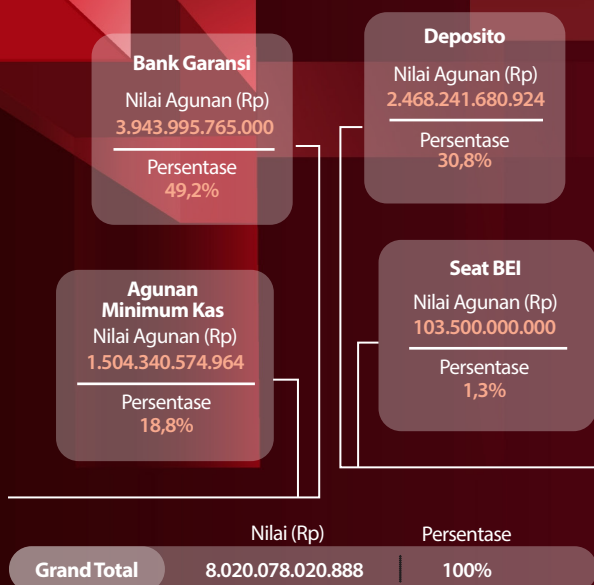 Bank Garansi
Nilai Agunan (Rp)
3.943.995.765.000
Persentase
49,2%
Deposito
Nilai Agunan (Rp)
2.468.241.680.924
Persentase
30,8%
Agunan
Minimum Kas
Nilai Agunan (Rp)
1.504.340.574.964
Persentase
18,8%
Seat BEI
Nilai Agunan (Rp)
103.500.000.000
Persentase
1,3%
Nilai (Rp) Persentase
Grand Total 8.020.078.020.888 100%